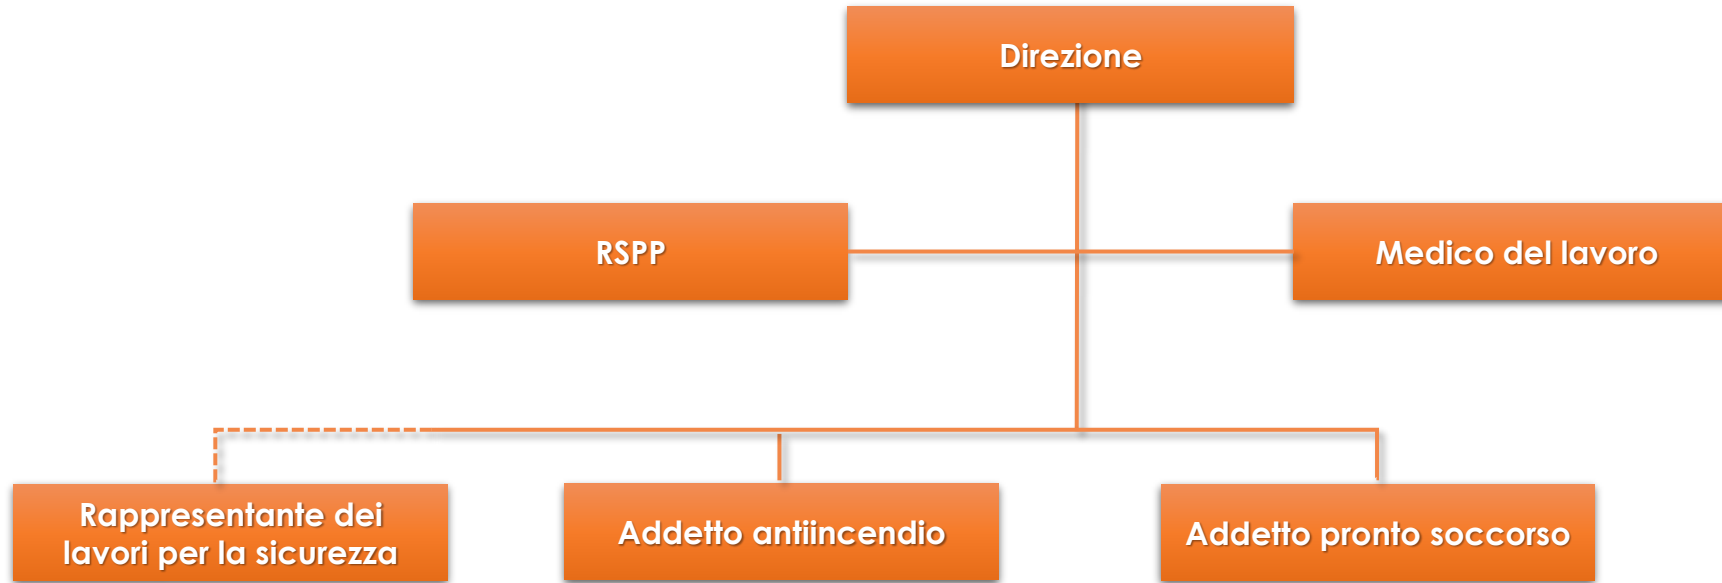 Direzione
RSPP
Medico del lavoro
Rappresentante dei
lavori per la sicurezza
Addetto antiincendio
Addetto pronto soccorso